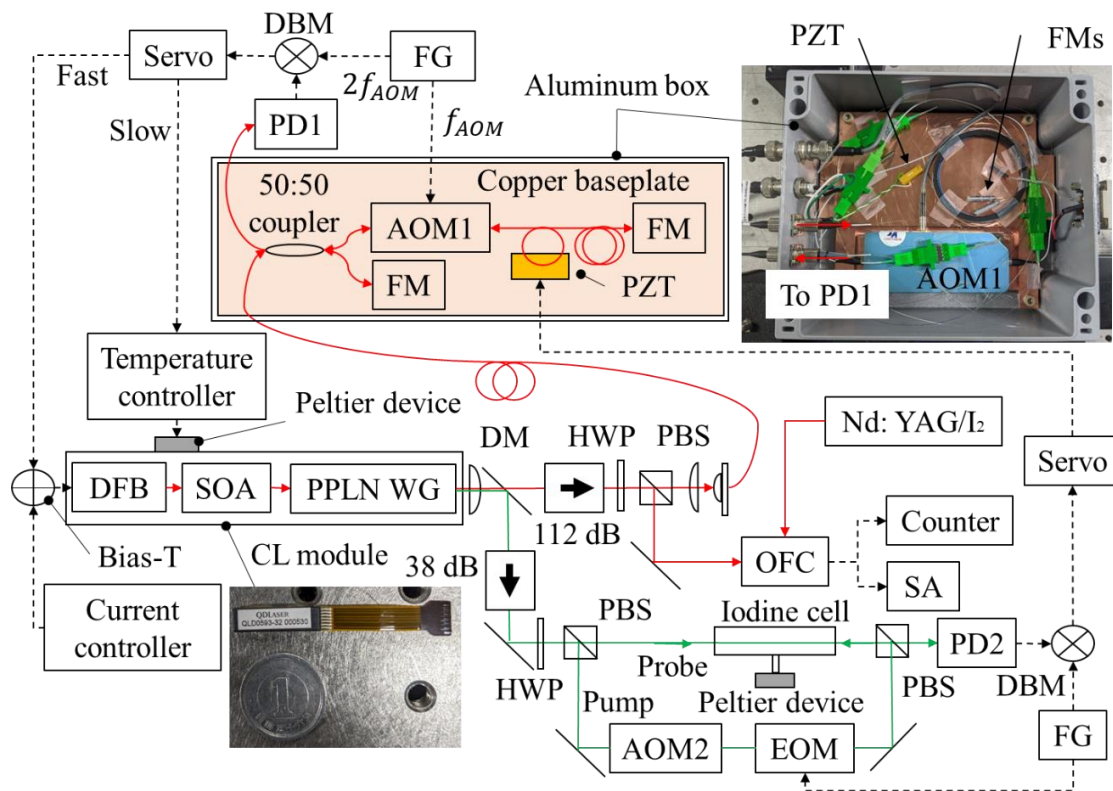 DBM
Servo
FG
Fast
2f_AOM
Slow
PD1
f_AOM
Aluminum box
PZT
FMs
50:50
coupler
Copper baseplate
AOM1
FM
FM
PZT
AOM1
To PD1
Temperature
controller
Peltier device
DM
HWP
PBS
Nd: YAG/I₂
Servo
DFB
SOA
PPLN WG
112 dB
Bias-T
CL module
OFC
Counter
SA
38 dB
Current
controller
QDLASER
QLD0593-32 000530
1
PBS
Iodine cell
Probe
PD2
HWP
Pump
Peltier device
PBS
DBM
AOM2
EOM
FG